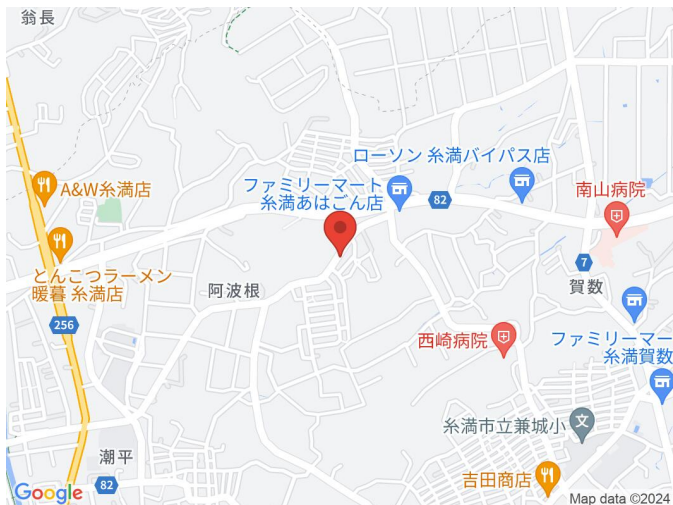 翁長
ローソン 糸満バイパス店
A&W糸満店
ファミリーマート
糸満あはごん店
82
南山病院
とんこつラーメン
暖暮 糸満店
阿波根
7
賀数
256
西崎病院
ファミリーマー
糸満賀数
糸満市立兼城小
文
潮平
82
吉田商店
Google
Map data ©2024